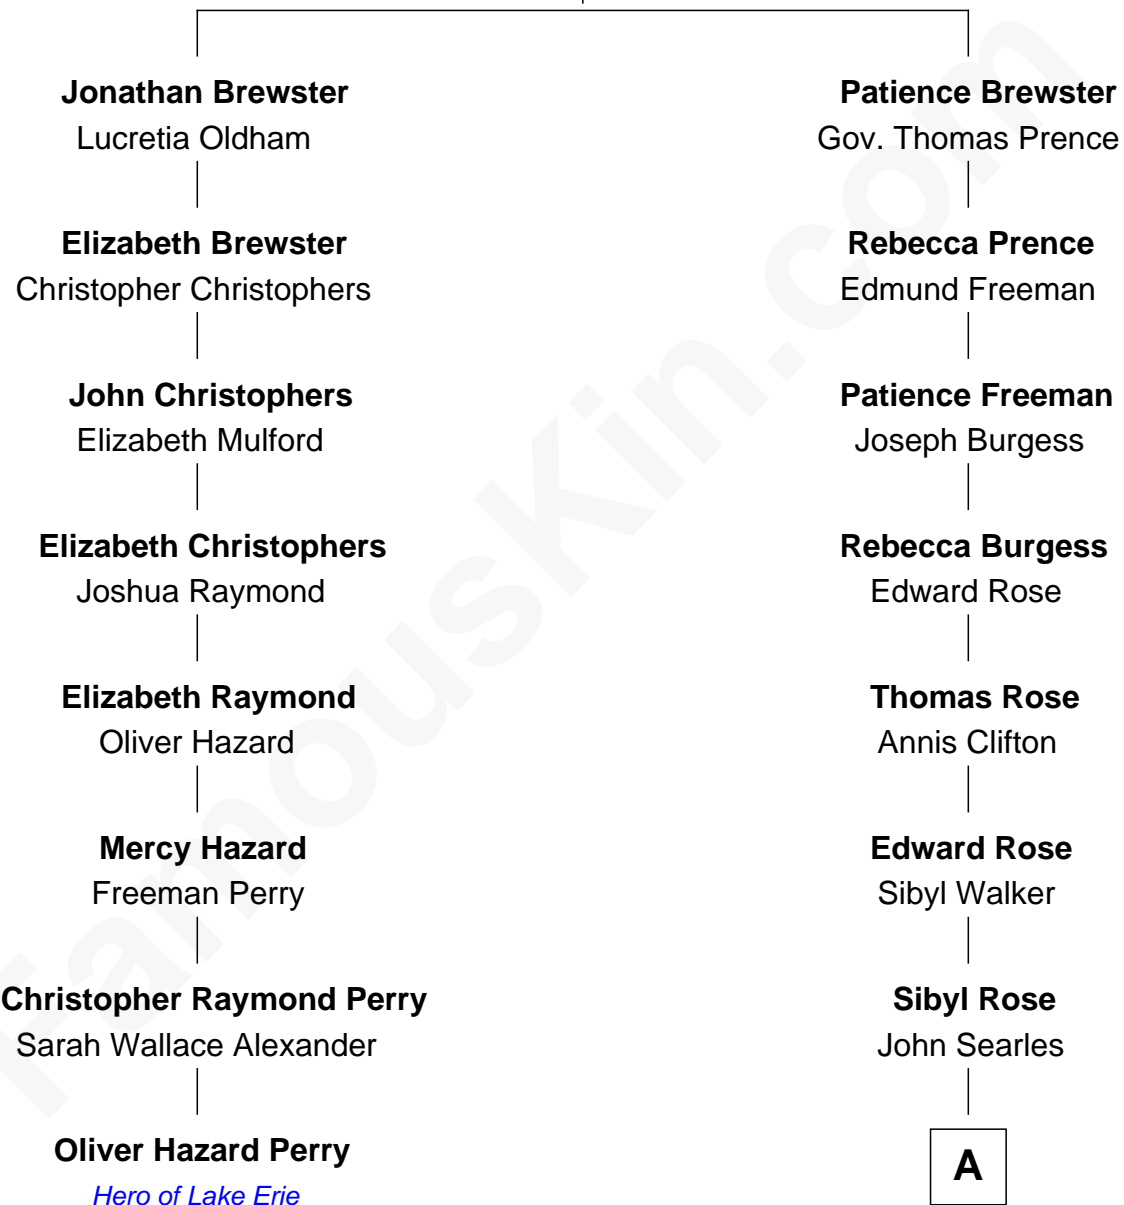 Jonathan Brewster
Lucretia Oldham
Elizabeth Brewster
Christopher Christophers
John Christophers
Elizabeth Mulford
Elizabeth Christophers
Joshua Raymond
Elizabeth Raymond
Oliver Hazard
Mercy Hazard
Freeman Perry
Christopher Raymond Perry
Sarah Wallace Alexander
Oliver Hazard Perry
Hero of Lake Erie
Patience Brewster
Gov. Thomas Prence
Rebecca Prence
Edmund Freeman
Patience Freeman
Joseph Burgess
Rebecca Burgess
Edward Rose
Thomas Rose
Annis Clifton
Edward Rose
Sibyl Walker
Sibyl Rose
John Searles
A
FamousKin.com